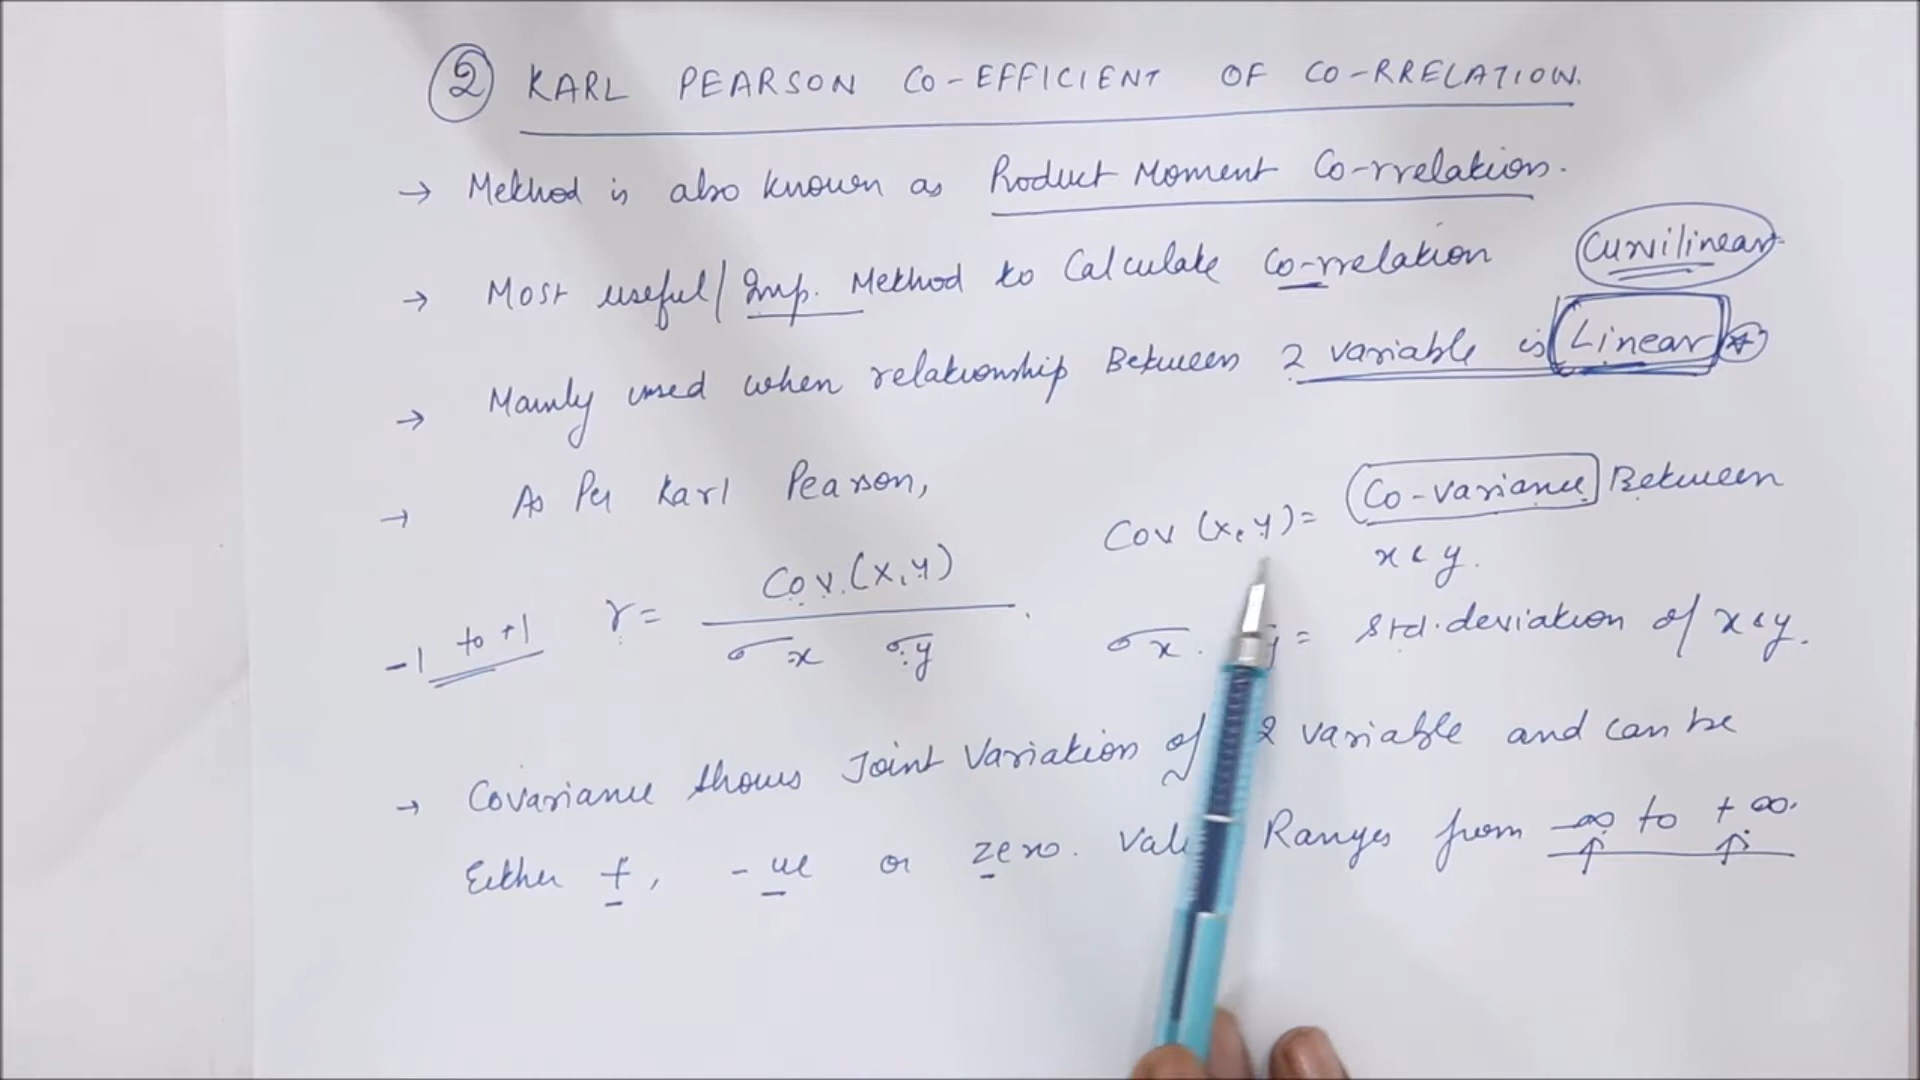 ② KARL PEARSON CO-EFFICIENT OF CO-RRELATION.
→ Method is also known as Product Moment Co-rrelation.
→ Most useful/Imp. Method to Calculate Co-rrelation
Curvilinear
→ Mainly used when relationship Between 2 variable is Linear
→ As Per Karl Pearson,
r = Cov.(x,y) / σx σy
-1 to +1
Cov (x,y) = Co-variance Between
x & y.
σx . y = std.deviation of x & y.
→ Covariance shows Joint Variation of 2 variable and can be
Either +, -ve or zero. Ranges from -∞ to +∞.